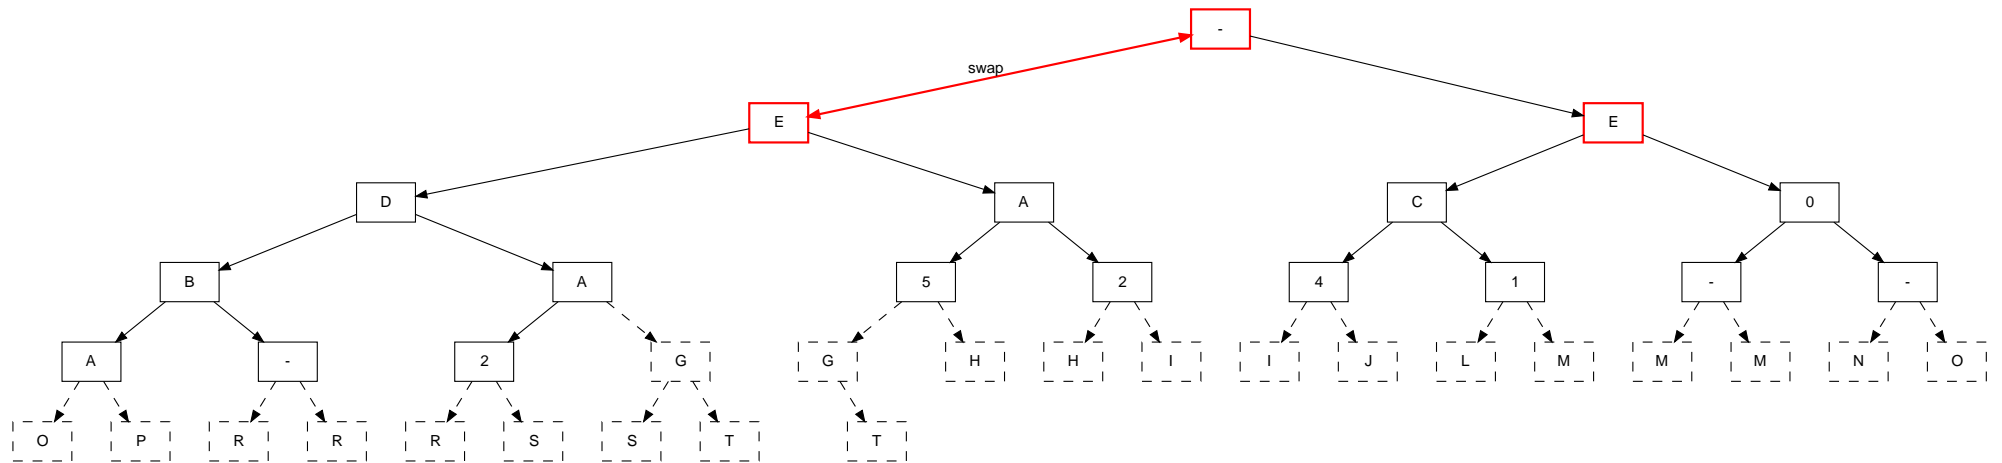 -
swap
E E
D A C 0
B A 5 2 4 1 - -
A - 2 G G H H I I J L M M M N O
O P R R R S S T T